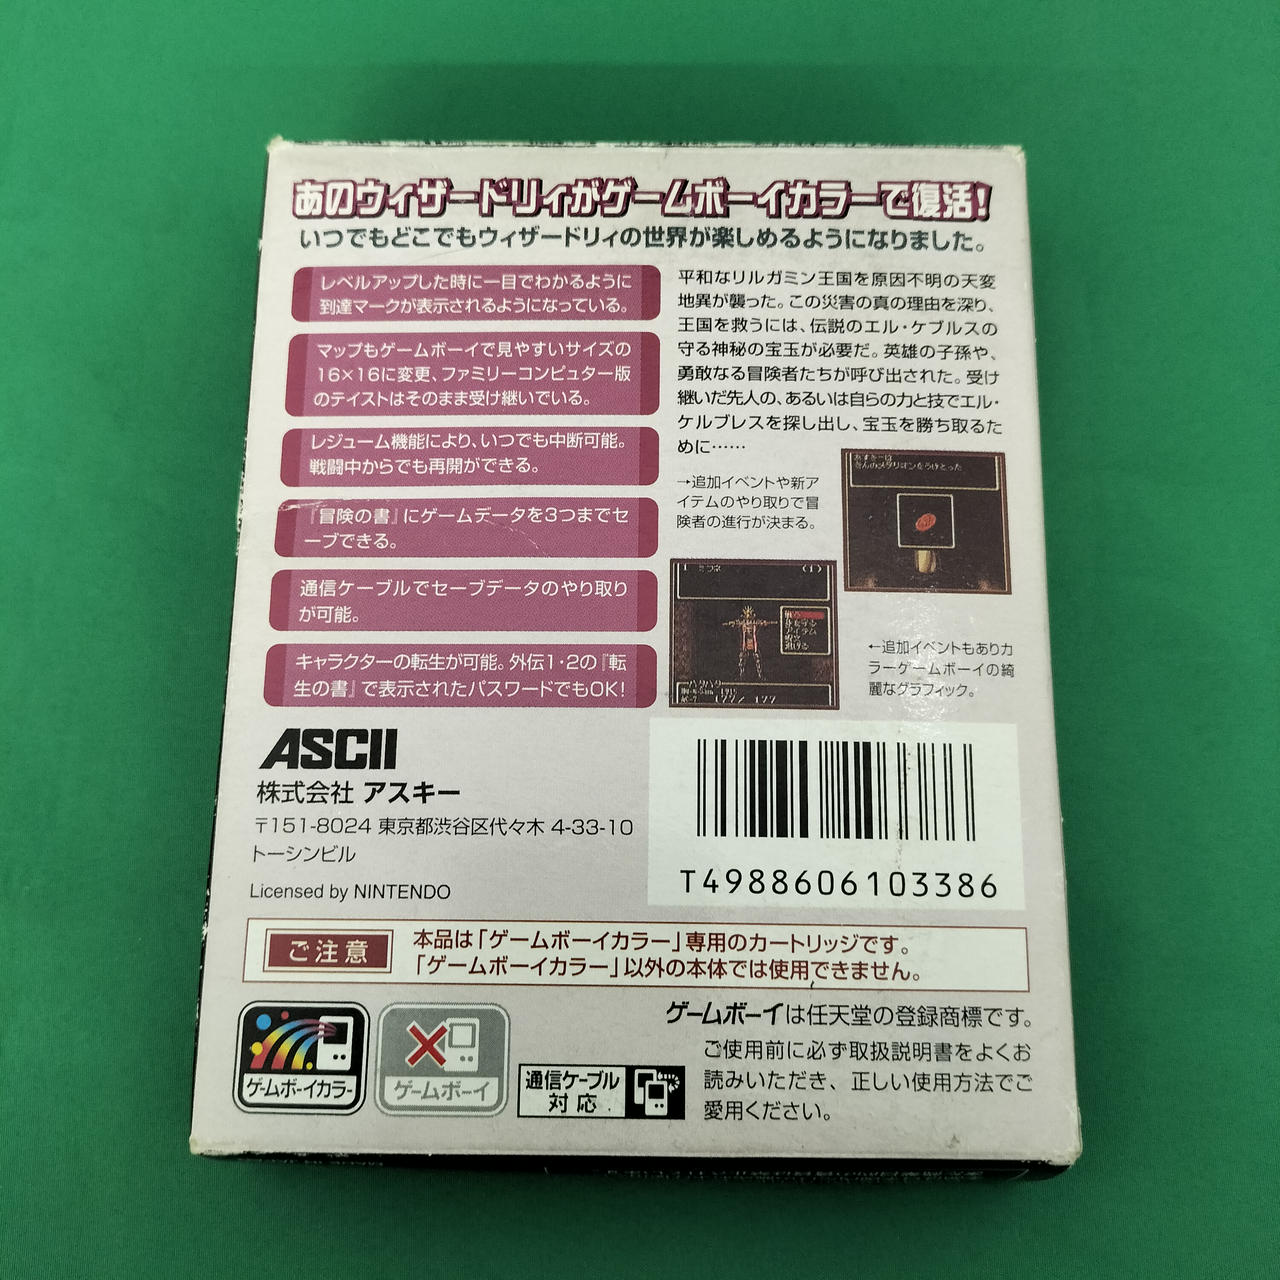 あのウィザードリィがゲームボーイカラーで復活!
いつでもどこでもウィザードリィの世界が楽しめるようになりました。
レベルアップした時に一目でわかるように
到達マークが表示されるようになっている。
マップもゲームボーイで見やすいサイズの
16×16に変更、ファミリーコンピュター版
のテイストはそのまま受け継いでいる。
レジューム機能により、いつでも中断可能。
戦闘中からでも再開ができる。
『冒険の書』にゲームデータを3つまでセ
ーブできる。
通信ケーブルでセーブデータのやり取り
が可能。
キャラクターの転生が可能。外伝1・2の『転
生の書』で表示されたパスワードでもOK!
平和なリルガミン王国を原因不明の天変
地異が襲った。この災害の真の理由を深り、
王国を救うには、伝説のエル・ケブルスの
守る神秘の宝玉が必要だ。英雄の子孫や、
勇敢なる冒険者たちが呼び出された。受け
継いだ先人の、あるいは自らの力と技でエル・
ケルブレスを探し出し、宝玉を勝ち取るた
めに……
→追加イベントや新ア
イテムのやり取りで冒
険者の進行が決まる。
あすきーは
きんのメダリオンをうけとった
←追加イベントもありカ
ラーゲームボーイの綺
麗なグラフィック。
ASCII
株式会社 アスキー
〒151-8024 東京都渋谷区代々木 4-33-10
トーシンビル
Licensed by NINTENDO
T4988606103386
ご注意
本品は「ゲームボーイカラー」専用のカートリッジです。
「ゲームボーイカラー」以外の本体では使用できません。
ゲームボーイカラー
ゲームボーイ
通信ケーブル
対応
ゲームボーイは任天堂の登録商標です。
ご使用前に必ず取扱説明書をよくお
読みいただき、正しい使用方法でご
愛用ください。